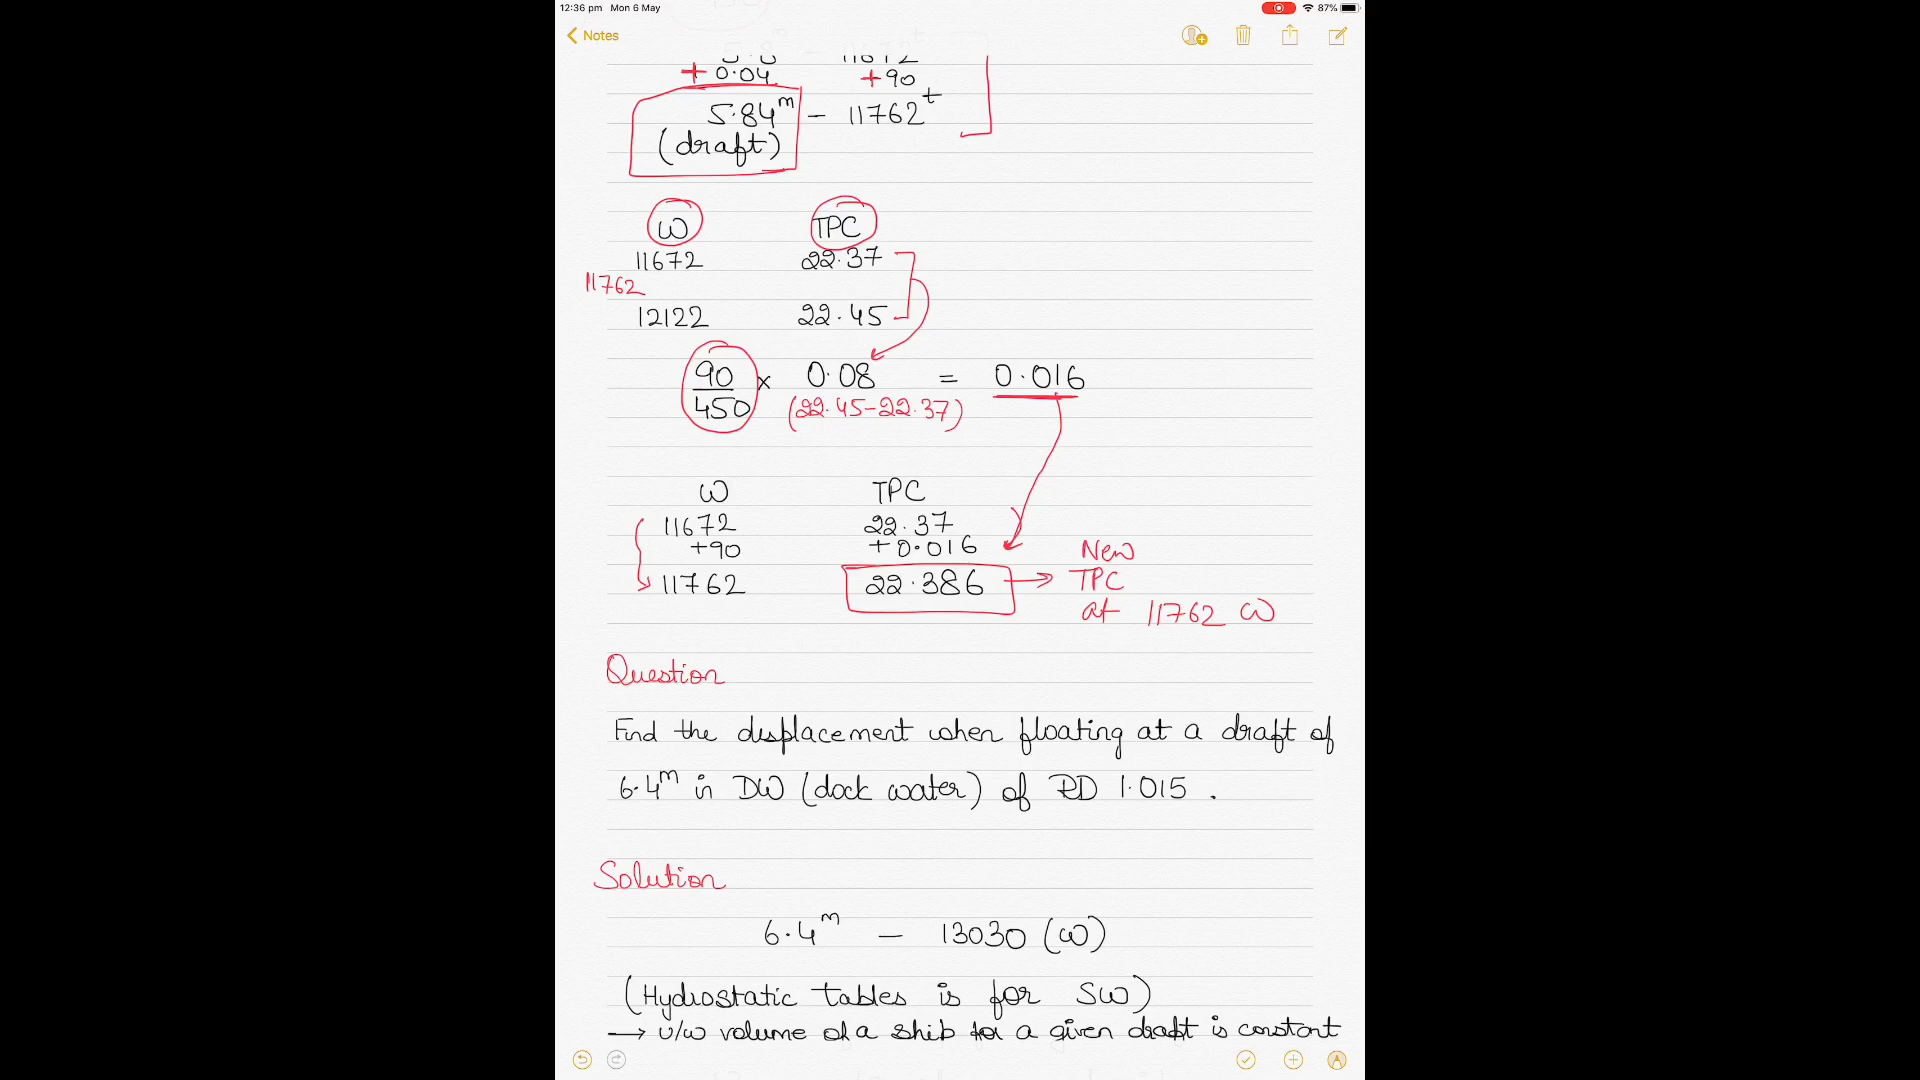 12:36 pm Mon 6 May
87%
Notes
+ 0.04 +90
5.84m - 11762t
(draft)
W TPC
11672 22.37
11762
12122 22.45
90/450 x 0.08 = 0.016
(22.45-22.37)
W TPC
11672 22.37
+90 +0.016
11762 22.386
New
TPC
at 11762 W
Question
Find the displacement when floating at a draft of
6.4m in DW (dock water) of RD 1.015 .
Solution
6.4m - 13030 (W)
(Hydrostatic tables is for SW)
→ u/w volume of a ship for a given draft is constant